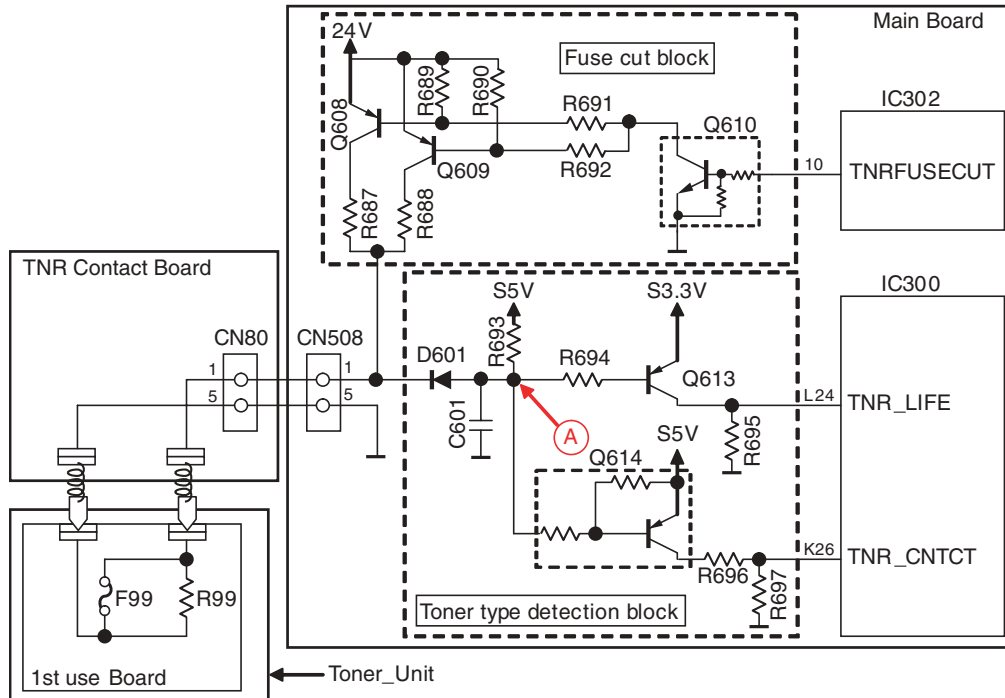 Main Board
24V
Fuse cut block
R689
R690
Q608
Q609
R691
R692
Q610
IC302
10
TNRFUSECUT
R687
R688
TNR Contact Board
CN80
CN508
1
1
5
5
S5V
S3.3V
IC300
R693
D601
R694
Q613
L24
TNR_LIFE
C601
A
R695
S5V
Q614
K26
TNR_CNTCT
R696
R697
Toner type detection block
F99
R99
1st use Board
Toner_Unit